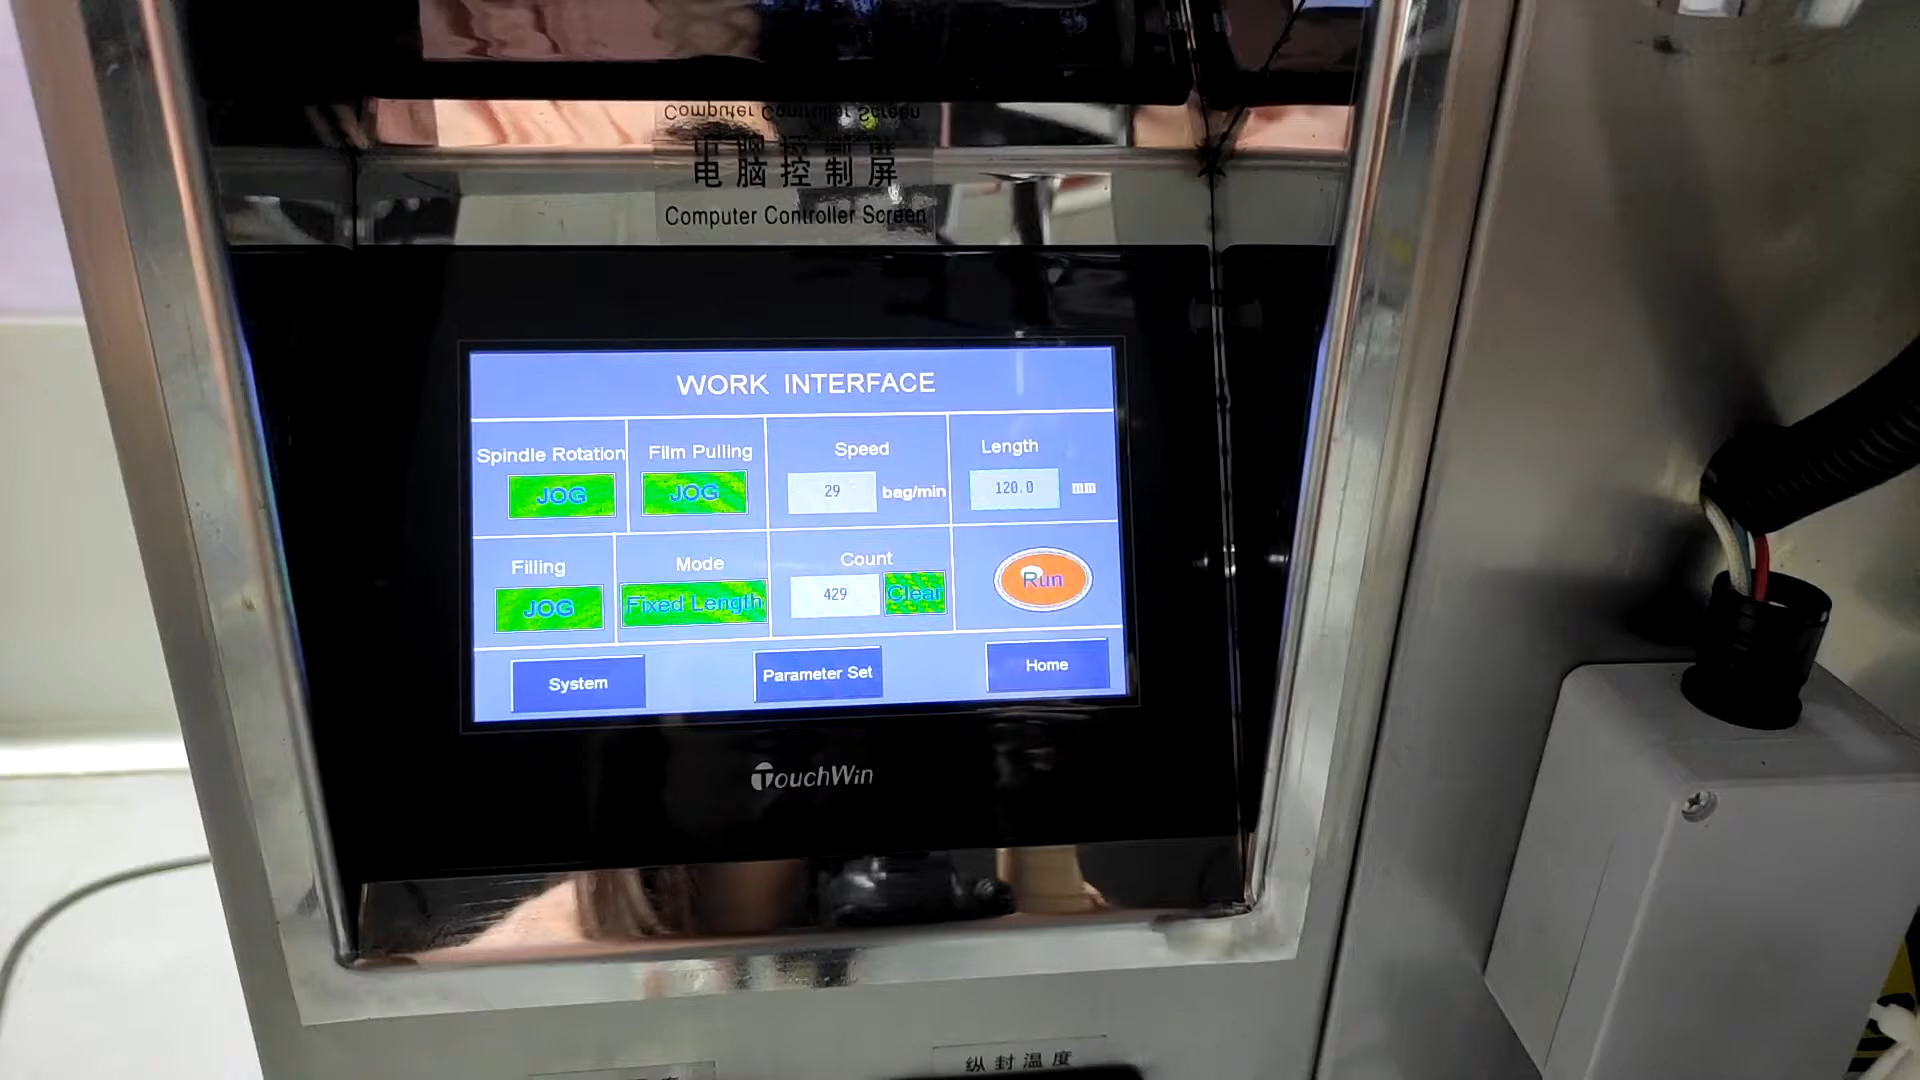 电脑控制屏
Computer Controller Screen
WORK INTERFACE
Spindle Rotation
JOG
Film Pulling
JOG
Speed
29 bag/min
Length
120.0 mm
Filling
JOG
Mode
Fixed Length
Count
429 Clear
Run
System
Parameter Set
Home
TouchWin
纵封温度